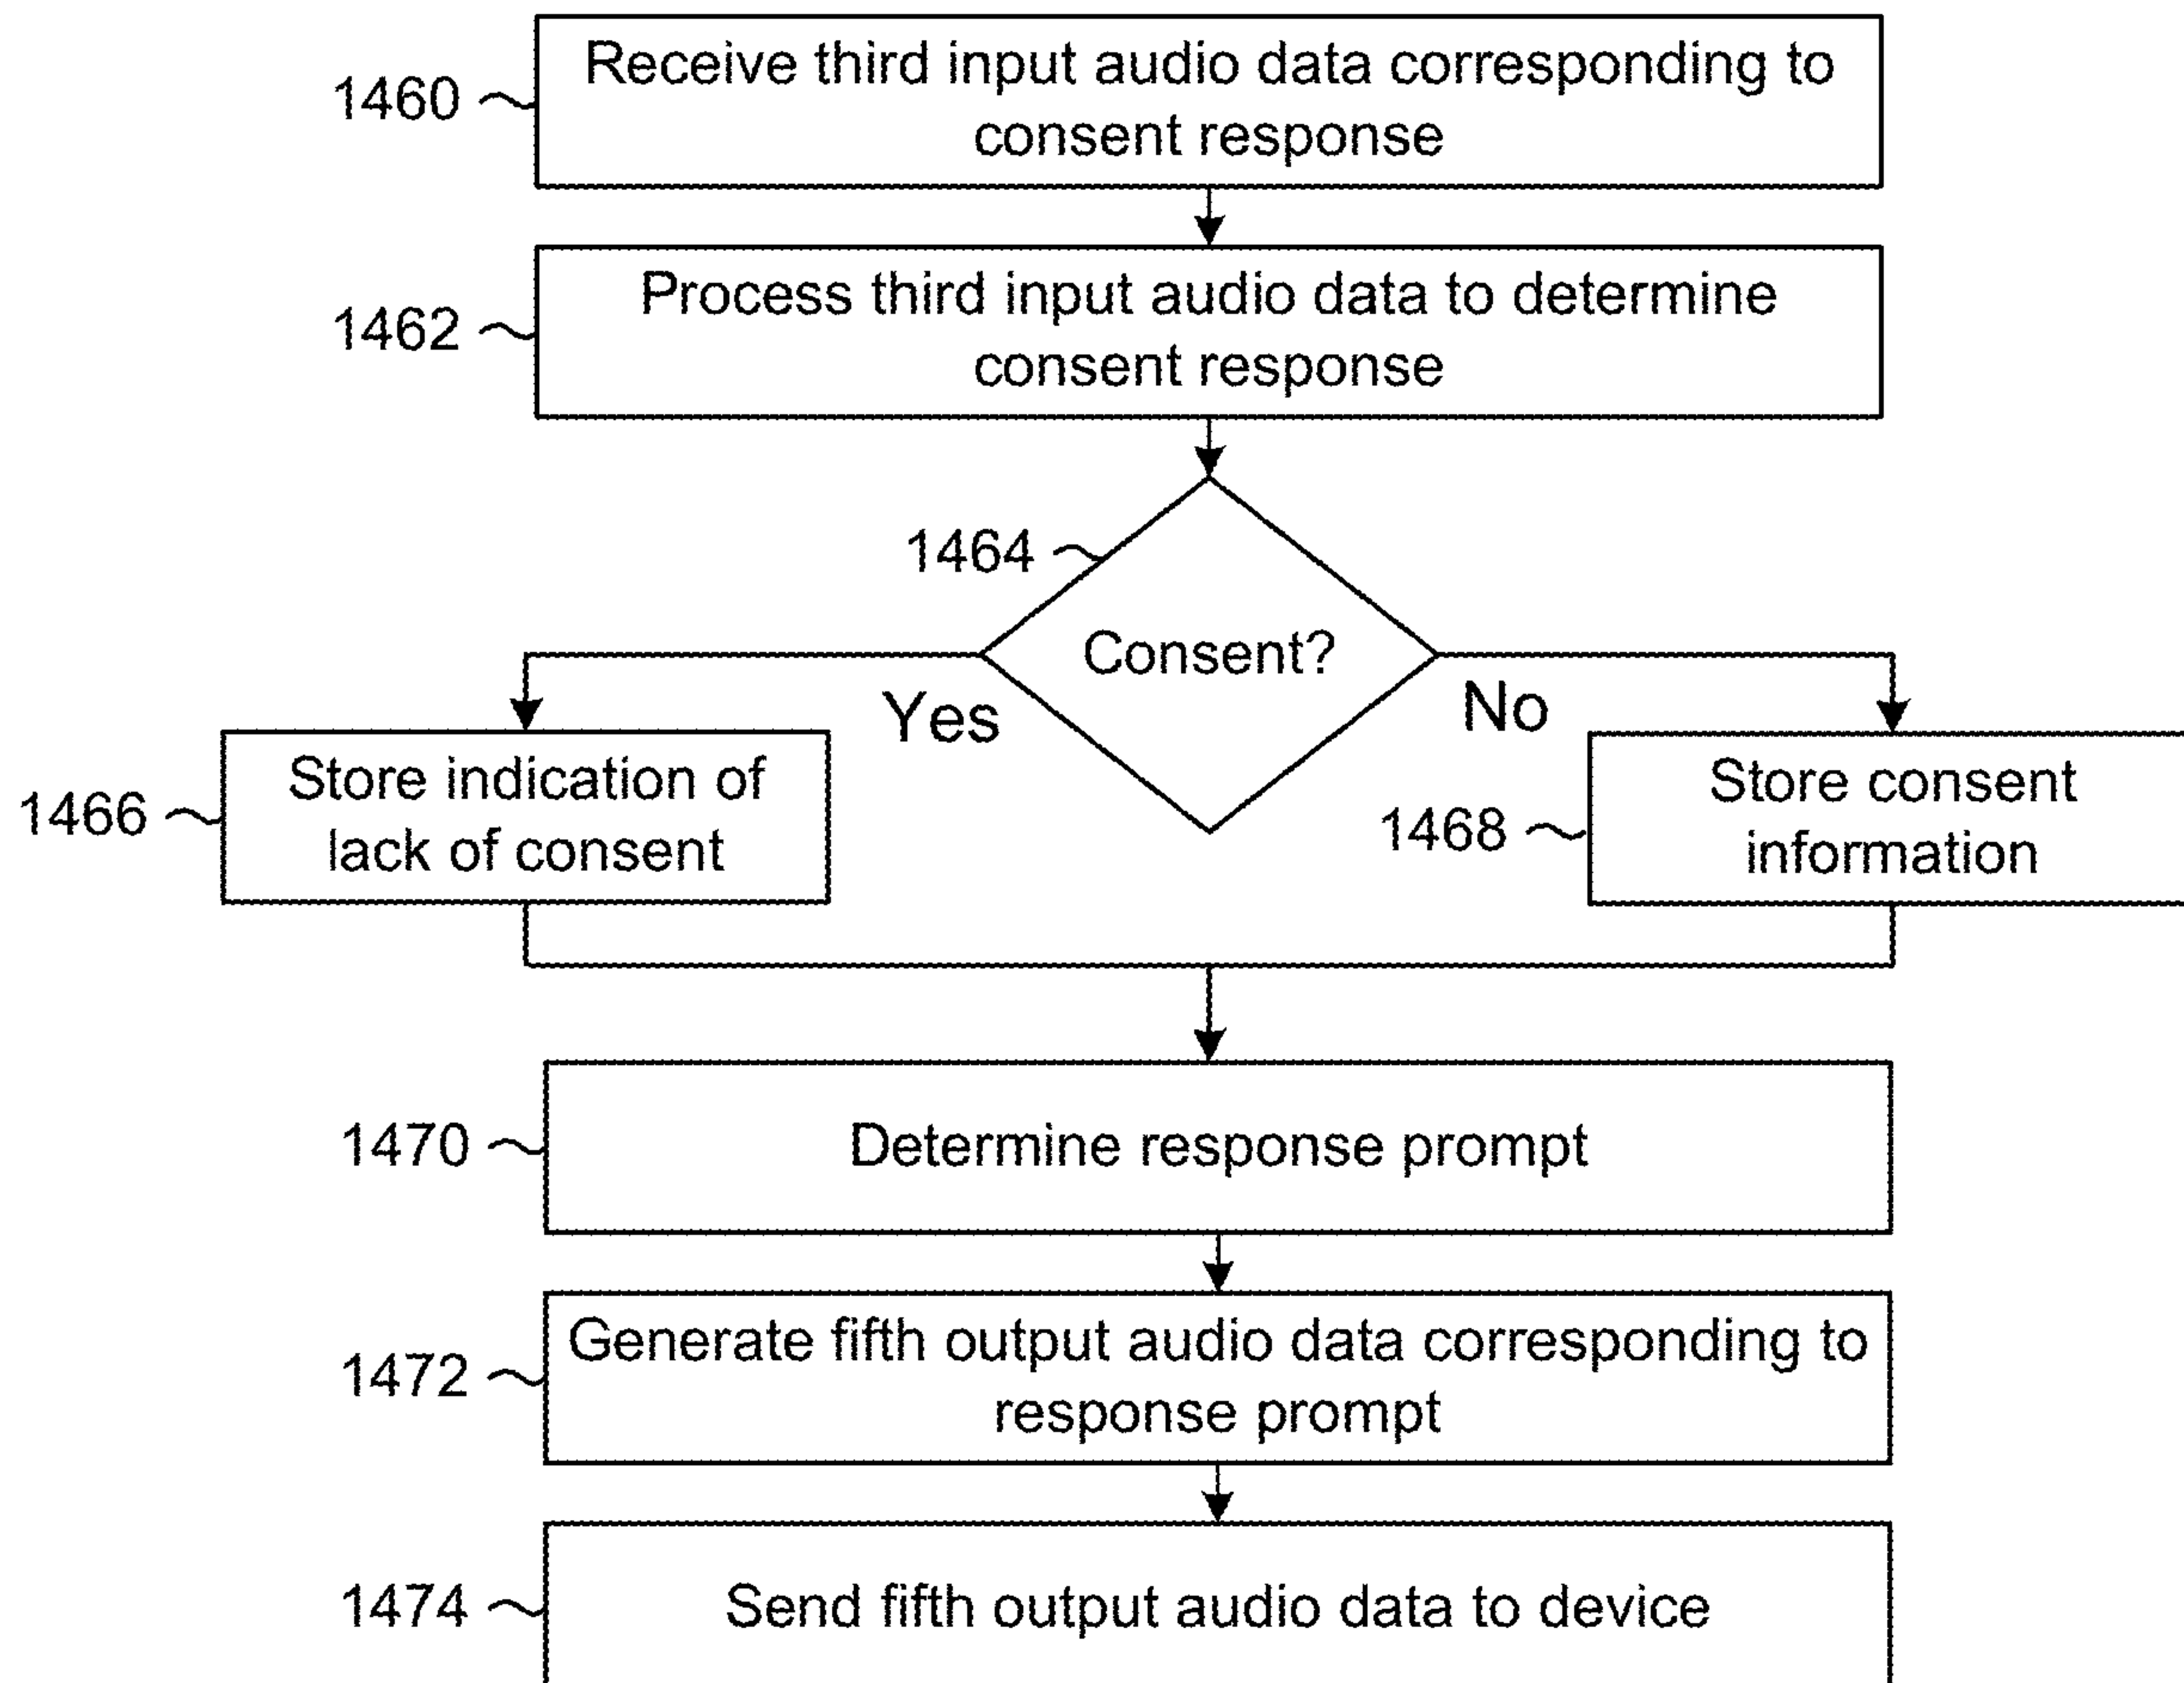 1460
Receive third input audio data corresponding to
consent response
1462
Process third input audio data to determine
consent response
1464
Consent?
Yes
No
1466
Store indication of
lack of consent
1468
Store consent
information
1470
Determine response prompt
1472
Generate fifth output audio data corresponding to
response prompt
1474
Send fifth output audio data to device